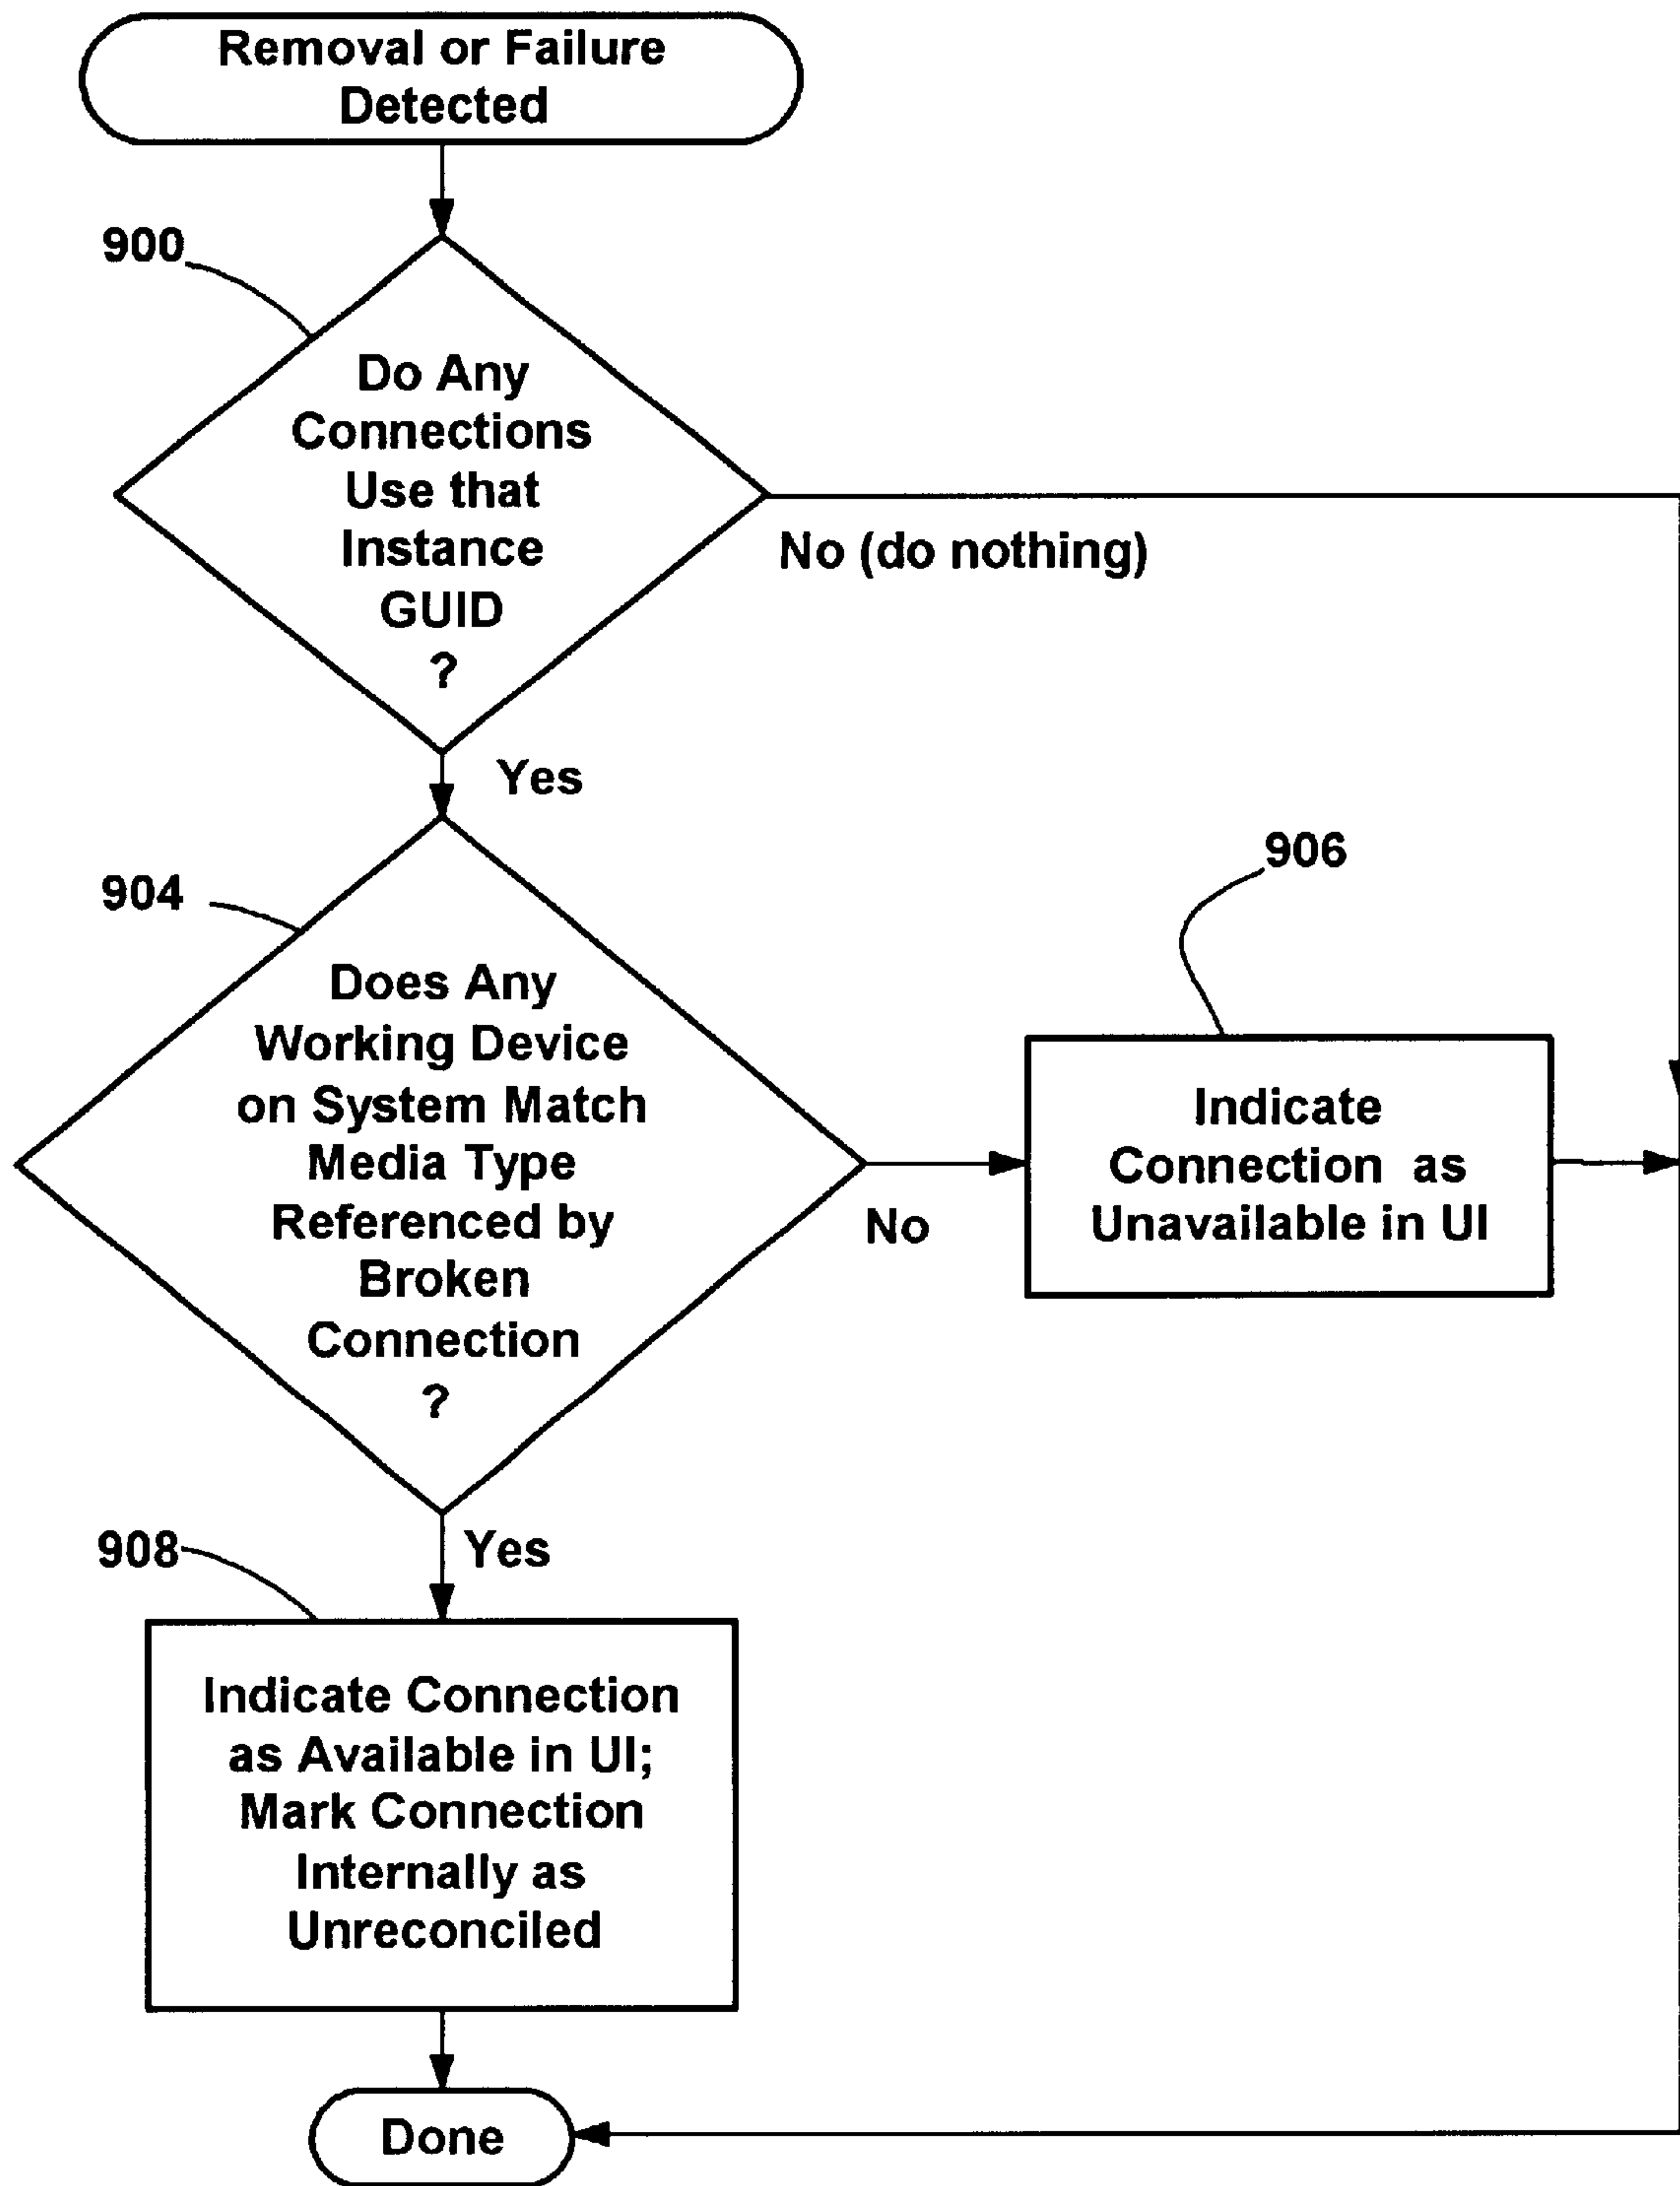 Removal or Failure
Detected
900
Do Any
Connections
Use that
Instance
GUID
?
No (do nothing)
Yes
904
Does Any
Working Device
on System Match
Media Type
Referenced by
Broken
Connection
?
No
906
Indicate
Connection as
Unavailable in UI
908
Yes
Indicate Connection
as Available in UI;
Mark Connection
Internally as
Unreconciled
Done